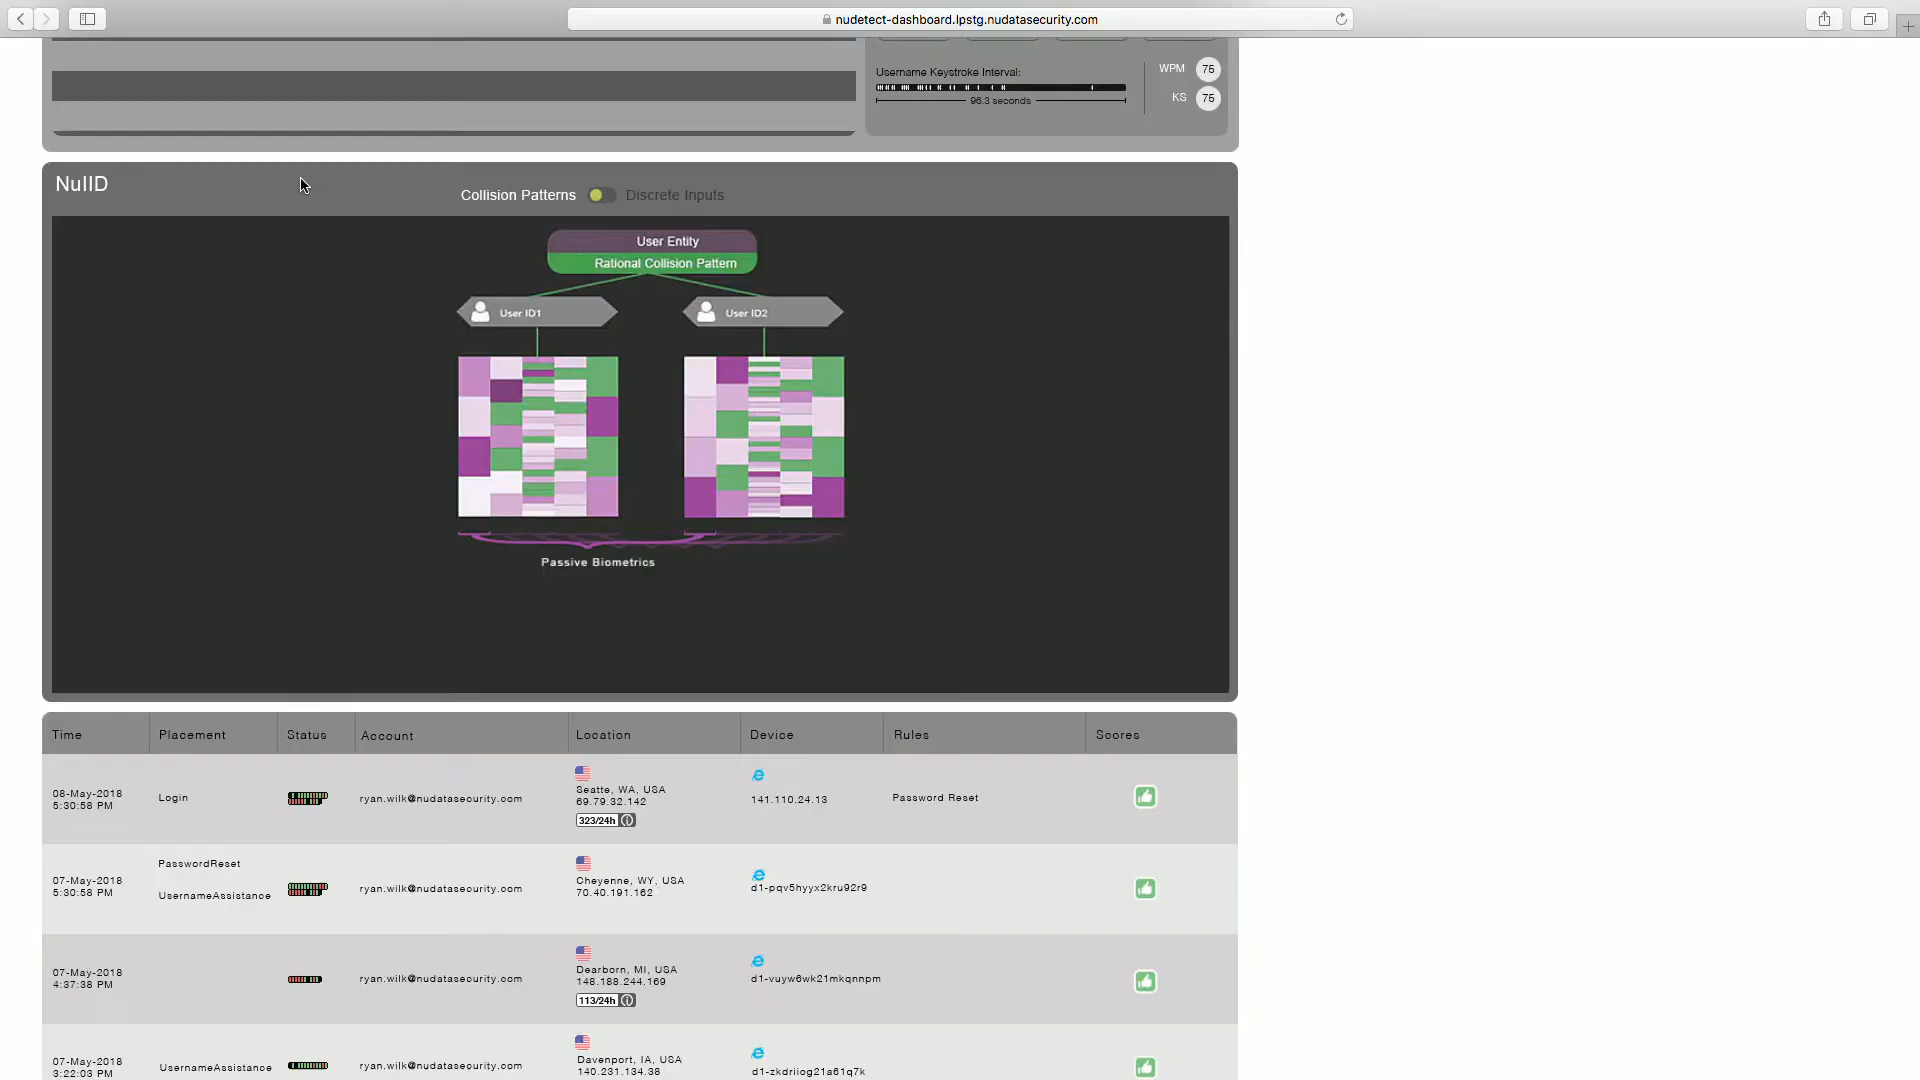 nudetect-dashboard.lpstg.nudatasecurity.com
Username Keystroke Interval:
96.3 seconds
WPM 75
KS 75
NuIID
Collision Patterns
Discrete Inputs
User Entity
Rational Collision Pattern
User ID1
User ID2
Passive Biometrics
Time Placement Status Account Location Device Rules Scores
08-May-2018
5:30:58 PM
Login
ryan.wilk@nudatasecurity.com
Seatte, WA, USA
69.79.32.142
323/24h
141.110.24.13
Password Reset
07-May-2018
5:30:58 PM
PasswordReset
UsernameAssistance
ryan.wilk@nudatasecurity.com
Cheyenne, WY, USA
70.40.191.162
d1-pqv5hyyx2kru92r9
07-May-2018
4:37:38 PM
ryan.wilk@nudatasecurity.com
Dearborn, MI, USA
148.188.244.169
113/24h
d1-vuyw6wk21mkqnnpm
07-May-2018
3:22:03 PM
UsernameAssistance
ryan.wilk@nudatasecurity.com
Davenport, IA, USA
140.231.134.38
d1-zkdriiog21a61q7k